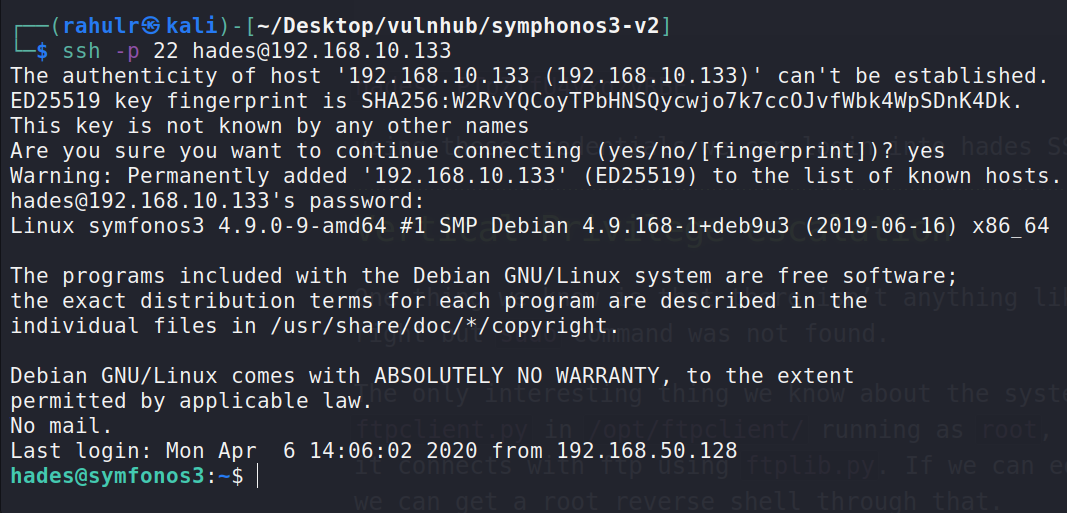 ┌──(rahulr㉿kali)-[~/Desktop/vulnhub/symphonos3-v2]
└─$ ssh -p 22 hades@192.168.10.133
The authenticity of host '192.168.10.133 (192.168.10.133)' can't be established.
ED25519 key fingerprint is SHA256:W2RvYQCoyTPbHNSQycwjo7k7ccOJvfWbk4WpSDnK4Dk.
This key is not known by any other names
Are you sure you want to continue connecting (yes/no/[fingerprint])? yes
Warning: Permanently added '192.168.10.133' (ED25519) to the list of known hosts.
hades@192.168.10.133's password:
Linux symfonos3 4.9.0-9-amd64 #1 SMP Debian 4.9.168-1+deb9u3 (2019-06-16) x86_64
The programs included with the Debian GNU/Linux system are free software;
the exact distribution terms for each program are described in the
individual files in /usr/share/doc/*/copyright.
Debian GNU/Linux comes with ABSOLUTELY NO WARRANTY, to the extent
permitted by applicable law.
No mail.
Last login: Mon Apr  6 14:06:02 2020 from 192.168.50.128
hades@symfonos3:~$